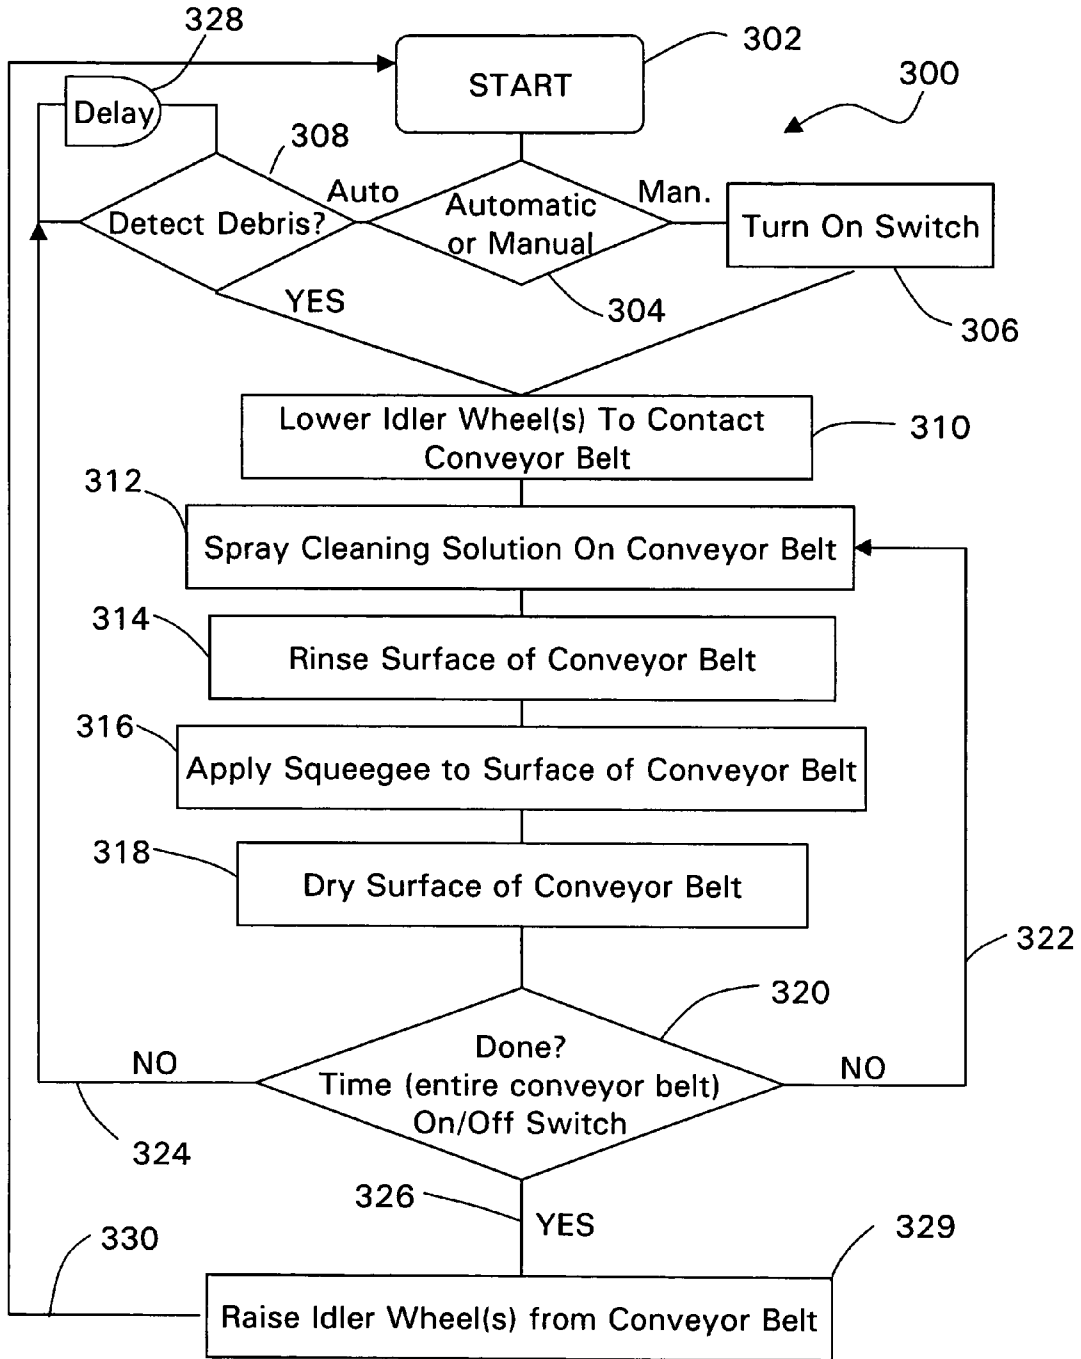 328
302
START
300
Delay
308
Auto
Man.
Detect Debris?
Automatic
or Manual
Turn On Switch
YES
304
306
Lower Idler Wheel(s) To Contact
Conveyor Belt
310
312
Spray Cleaning Solution On Conveyor Belt
314
Rinse Surface of Conveyor Belt
316
Apply Squeegee to Surface of Conveyor Belt
318
Dry Surface of Conveyor Belt
322
320
Done?
Time (entire conveyor belt)
On/Off Switch
NO
NO
324
326
YES
330
329
Raise Idler Wheel(s) from Conveyor Belt